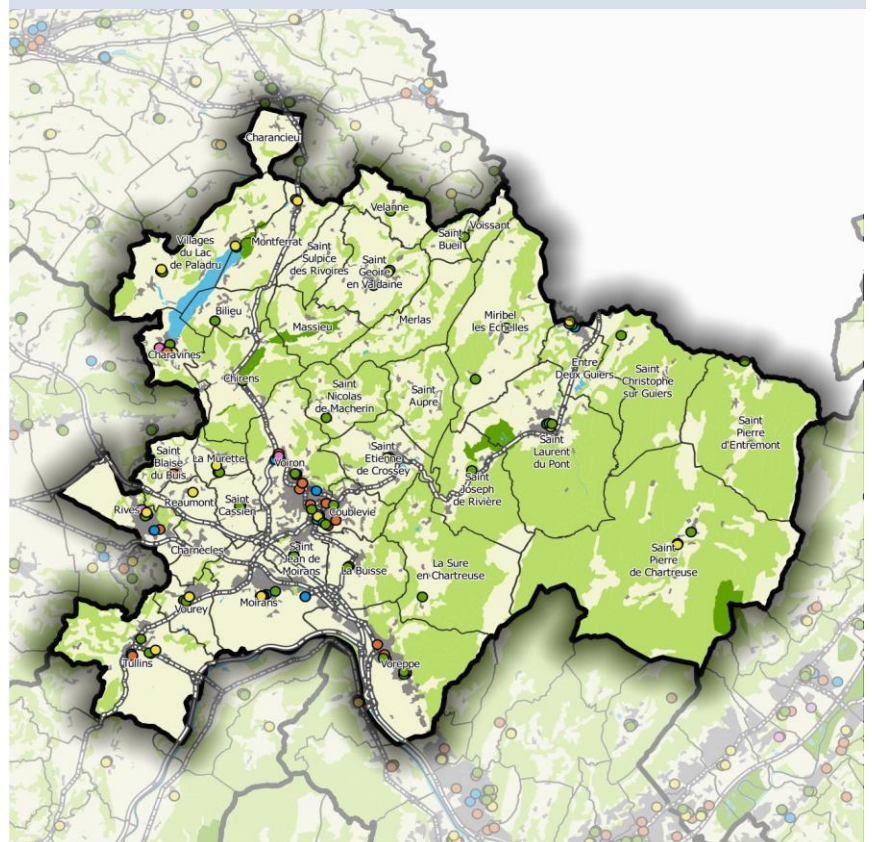 Charancieu
Velanne
Villages
du Lac
de Paladru
Montferrat
Saint
Sulpice
des Rivoires
Saint
Geoire
en Valdaine
Saint
Bueil
Voissant
Bilieu
Massieu
Merlas
Miribel
les Echelles
Charavines
Chirens
Entre
Deux Guiers
Saint
Christophe
sur Guiers
Saint
Pierre
d'Entremont
Saint
Nicolas
de Macherin
Saint
Aupre
Saint
Laurent
du Pont
Saint
Blaise
du Buis
La Murette
Voiron
Saint
Etienne
de Crossey
Saint
Joseph
de Rivière
Rives
Reaumont
Saint
Cassien
Coublevie
Charnècles
Saint
Jean de
Moirans
La Buisse
La Sure
en Chartreuse
Saint
Pierre
de Chartreuse
Vourey
Moirans
Tullins
Voreppe